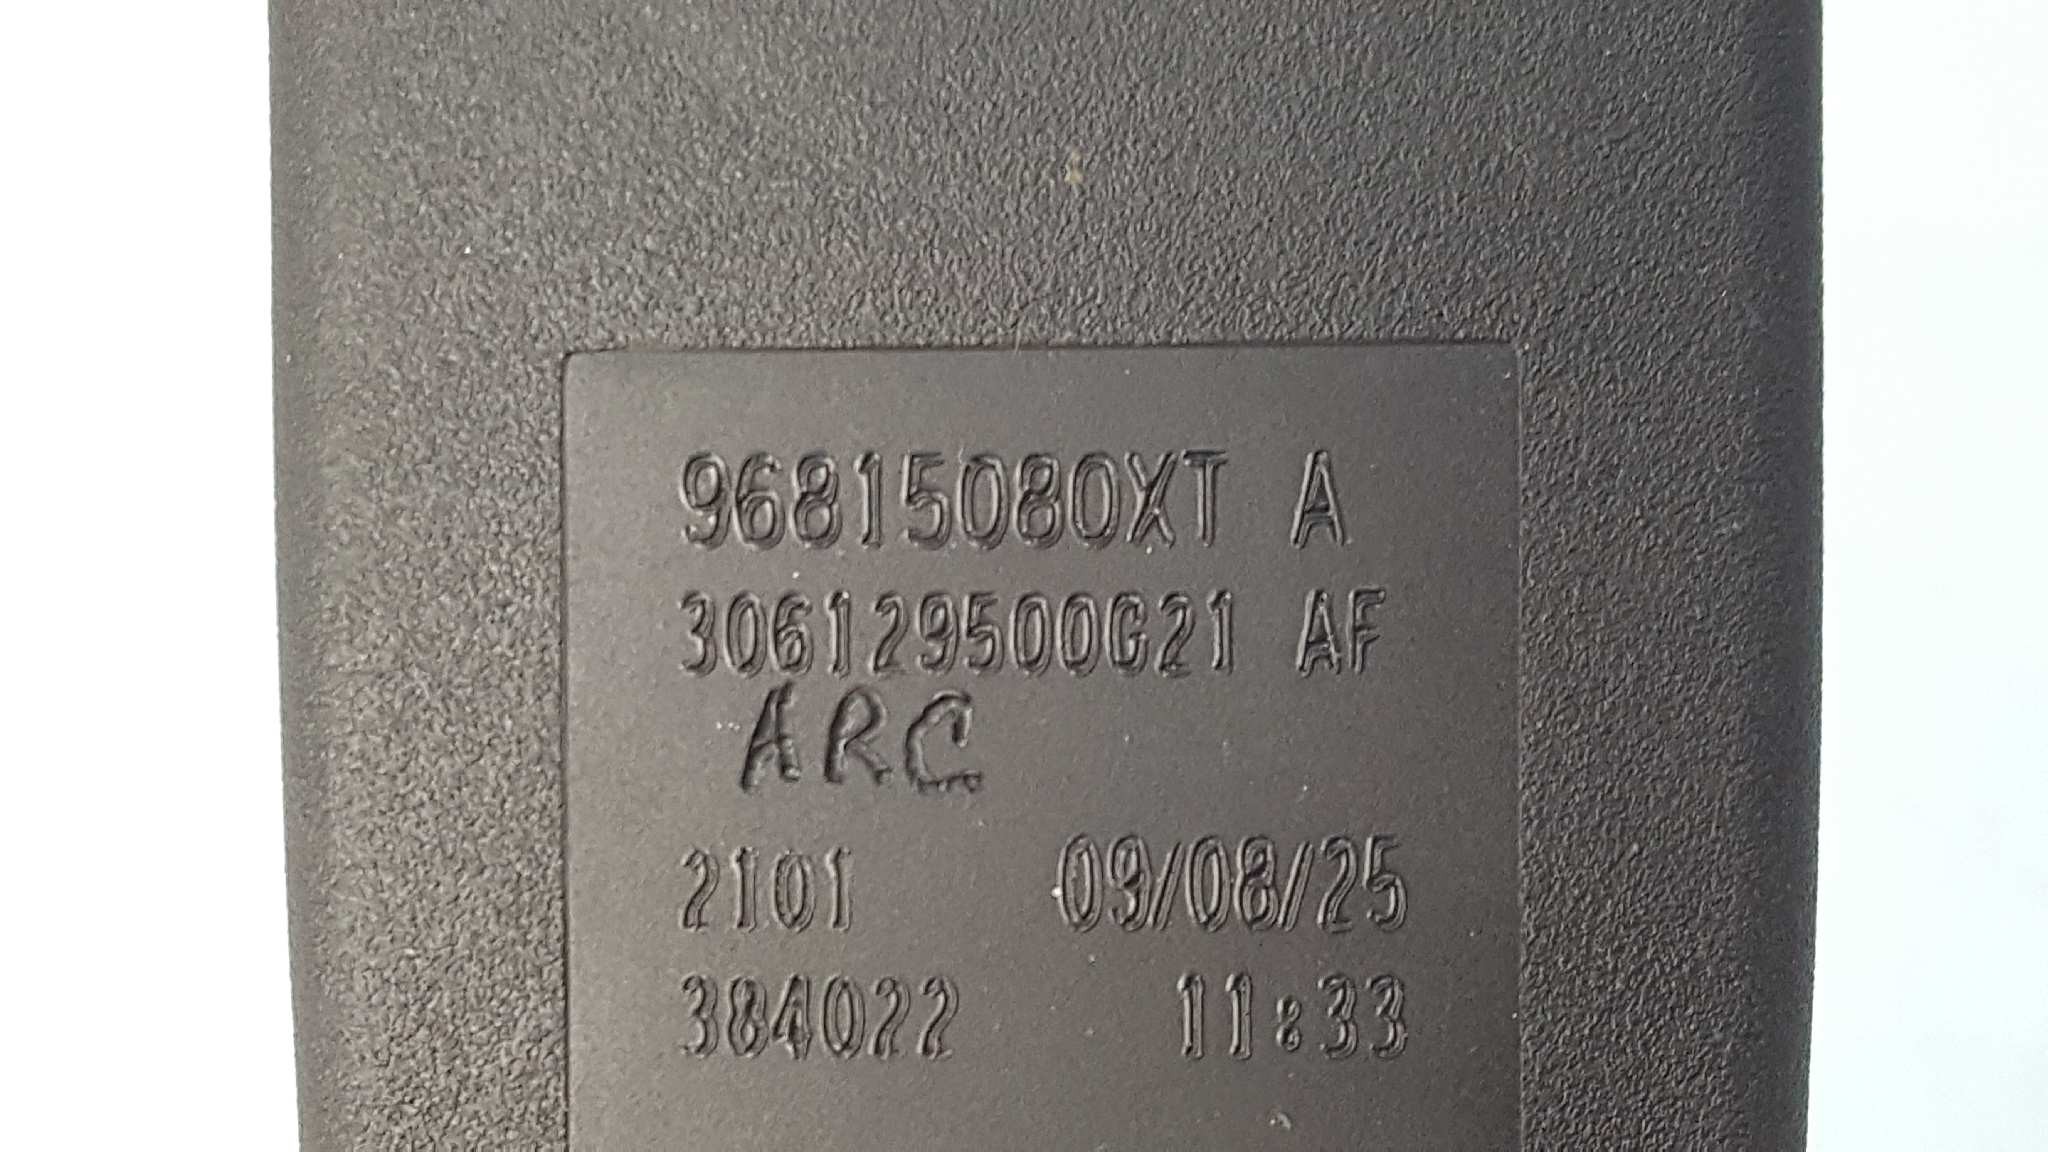 96815080XT A
306129500G21 AF
ARC
2101 09/08/25
384022 11:33